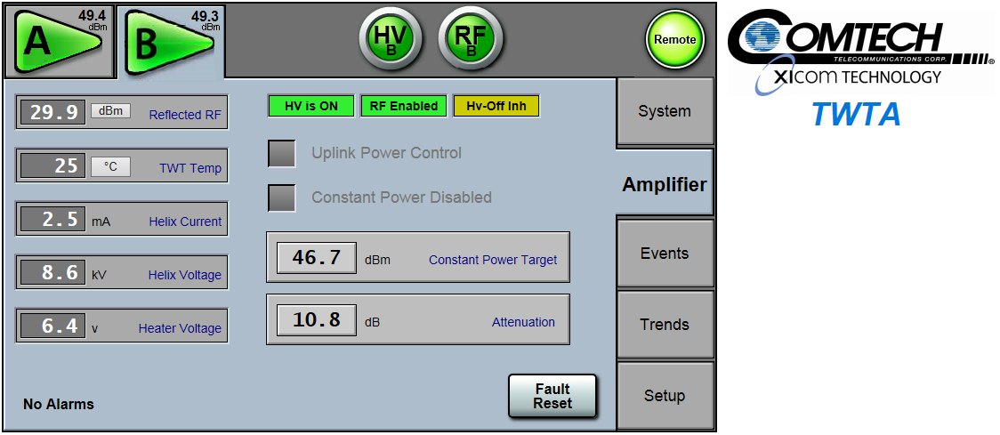 A
49.4
dBm
B
49.3
dBm
HV
B
RF
B
Remote
COMTECH
TELECOMMUNICATIONS CORP.
®
XICOM TECHNOLOGY
TWTA
29.9 dBm Reflected RF
25 °C TWT Temp
2.5 mA Helix Current
8.6 kV Helix Voltage
6.4 v Heater Voltage
HV is ON RF Enabled Hv-Off Inh
Uplink Power Control
Constant Power Disabled
46.7 dBm Constant Power Target
10.8 dB Attenuation
No Alarms
Fault
Reset
System
Amplifier
Events
Trends
Setup